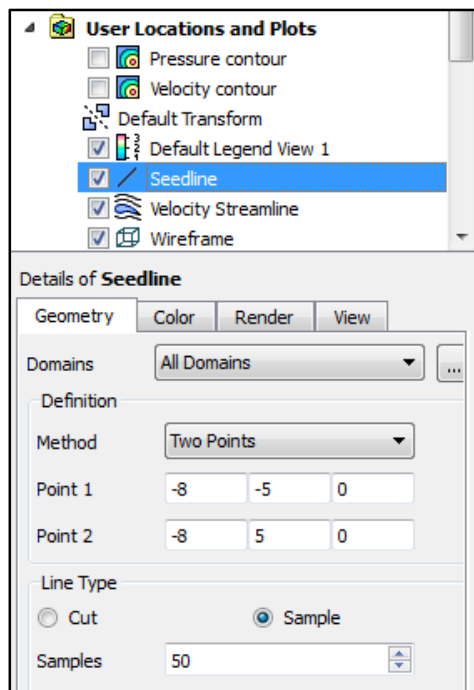 User Locations and Plots
Pressure contour
Velocity contour
Default Transform
Default Legend View 1
Seedline
Velocity Streamline
Wireframe
Details of Seedline
Geometry Color Render View
Domains All Domains ...
Definition
Method Two Points
Point 1 -8 -5 0
Point 2 -8 5 0
Line Type
Cut Sample
Samples 50